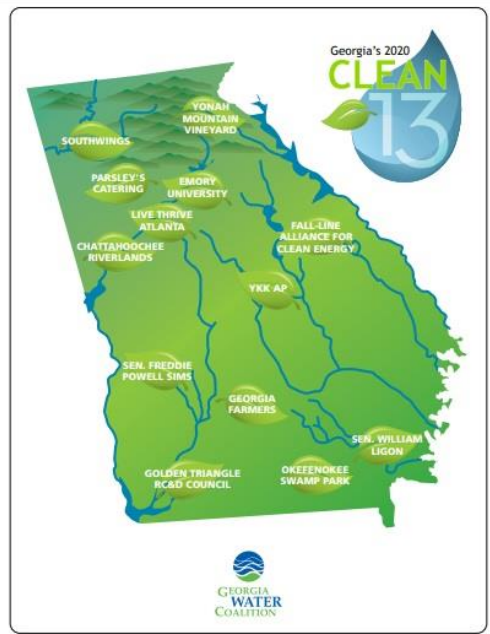 Georgia's 2020
CLEAN
13
YONAH
MOUNTAIN
VINEYARD
SOUTHWINGS
PARSLEY'S
CATERING
EMORY
UNIVERSITY
LIVE THRIVE
ATLANTA
FALL-LINE
ALLIANCE FOR
CLEAN ENERGY
CHATTAHOOCHEE
RIVERLANDS
YKK AP
SEN. FREDDIE
POWELL SIMS
GEORGIA
FARMERS
SEN. WILLIAM
LIGON
GOLDEN TRIANGLE
RC&D COUNCIL
OKEFENOKEE
SWAMP PARK
GEORGIA
WATER
COALITION